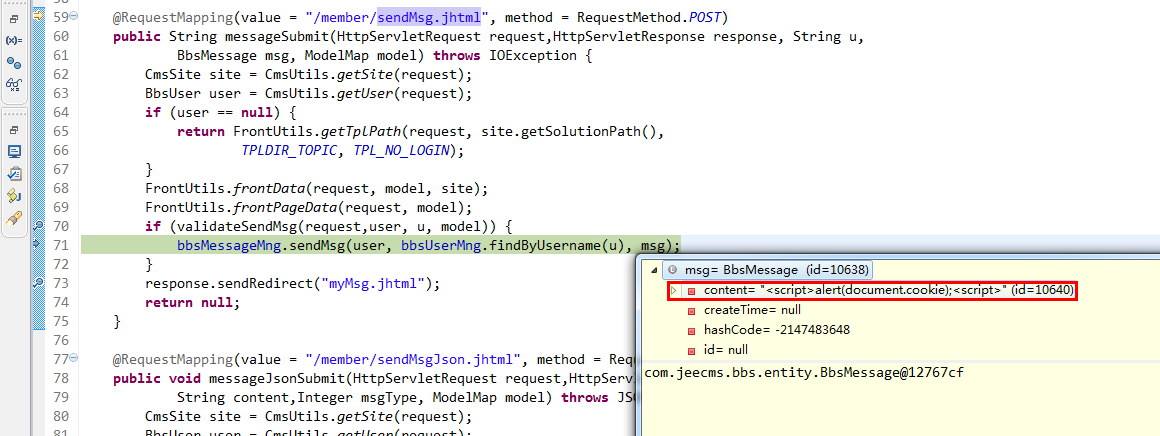 59 @RequestMapping(value = "/member/sendMsg.jhtml", method = RequestMethod.POST)
60 public String messageSubmit(HttpServletRequest request,HttpServletResponse response, String u,
61 BbsMessage msg, ModelMap model) throws IOException {
62 CmsSite site = CmsUtils.getSite(request);
63 BbsUser user = CmsUtils.getUser(request);
64 if (user == null) {
65 return FrontUtils.getTplPath(request, site.getSolutionPath(),
66 TPLDIR_TOPIC, TPL_NO_LOGIN);
67 }
68 FrontUtils.frontData(request, model, site);
69 FrontUtils.frontPageData(request, model);
70 if (validateSendMsg(request,user, u, model)) {
71 bbsMessageMng.sendMsg(user, bbsUserMng.findByUsername(u), msg);
72 }
73 response.sendRedirect("myMsg.jhtml");
74 return null;
75 }
76
77 @RequestMapping(value = "/member/sendMsgJson.jhtml", method = Requ
78 public void messageJsonSubmit(HttpServletRequest request,HttpServl
79 String content,Integer msgType, ModelMap model) throws JSO
80 CmsSite site = CmsUtils.getSite(request);
81 BbsUser user = CmsUtils.getUser(request);
msg= BbsMessage (id=10638)
content= "<script>alert(document.cookie);<script>" (id=10640)
createTime= null
hashCode= -2147483648
id= null
com.jeecms.bbs.entity.BbsMessage@12767cf